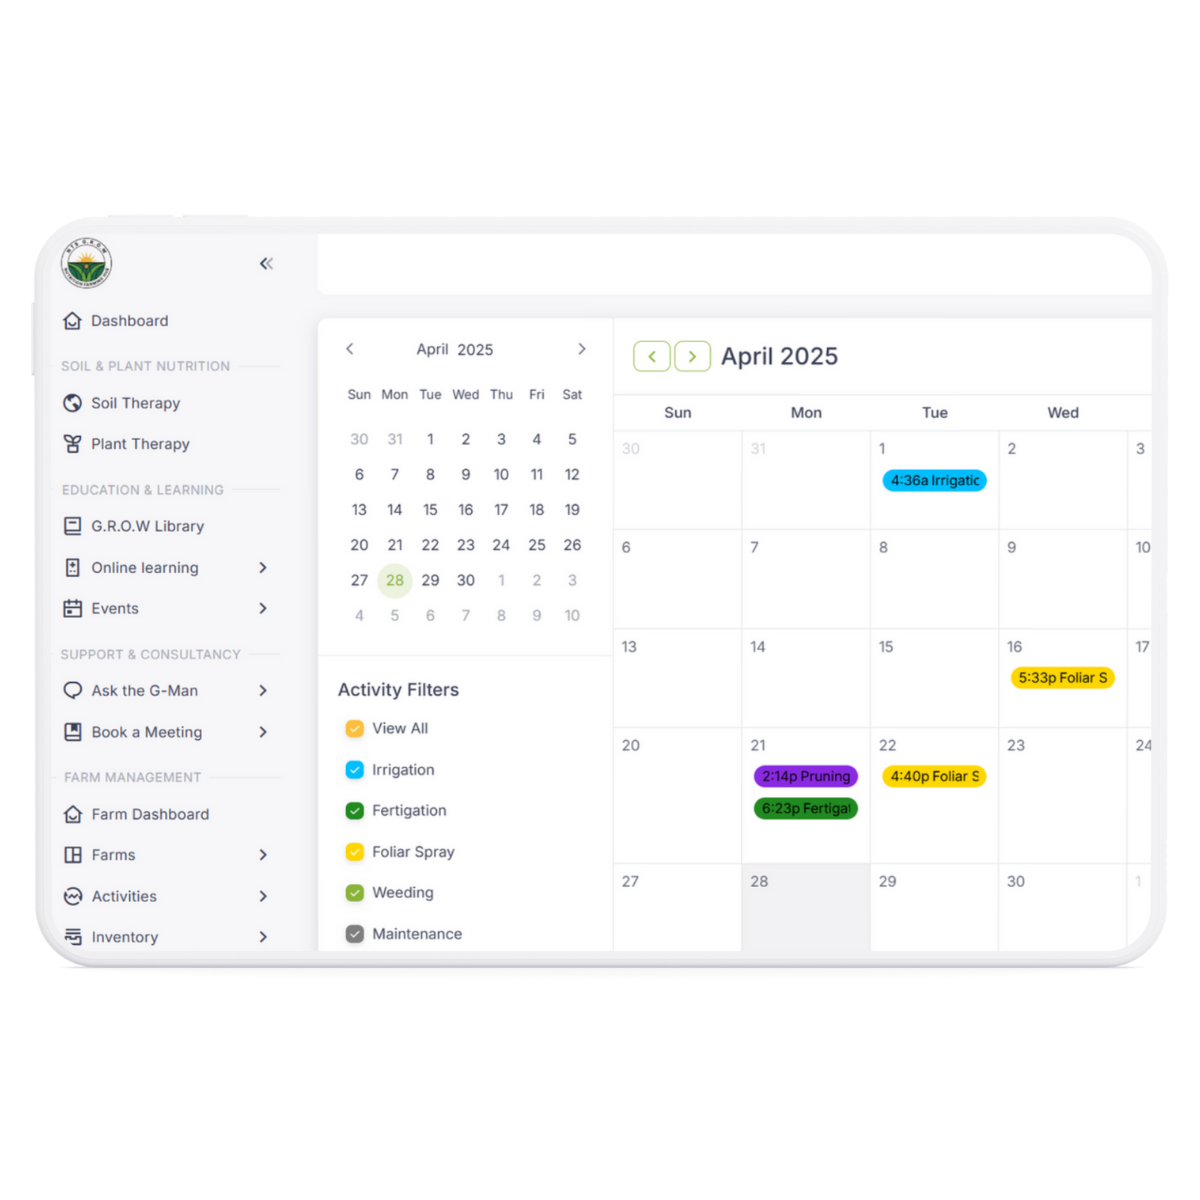 N.T.S G.R.O.W
Dashboard
SOIL & PLANT NUTRITION
Soil Therapy
Plant Therapy
EDUCATION & LEARNING
G.R.O.W Library
Online learning
Events
SUPPORT & CONSULTANCY
Ask the G-Man
Book a Meeting
FARM MANAGEMENT
Farm Dashboard
Farms
Activities
Inventory
April 2025
Sun Mon Tue Wed Thu Fri Sat
30 31 1 2 3 4 5
6 7 8 9 10 11 12
13 14 15 16 17 18 19
20 21 22 23 24 25 26
27 28 29 30 1 2 3
4 5 6 7 8 9 10
Activity Filters
View All
Irrigation
Fertigation
Foliar Spray
Weeding
Maintenance
April 2025
Sun Mon Tue Wed
30 31 1 2 3
4:36a Irrigatic
6 7 8 9 10
13 14 15 16 17
5:33p Foliar S
20 21 22 23 24
2:14p Pruning 4:40p Foliar S
6:23p Fertigat
27 28 29 30 1